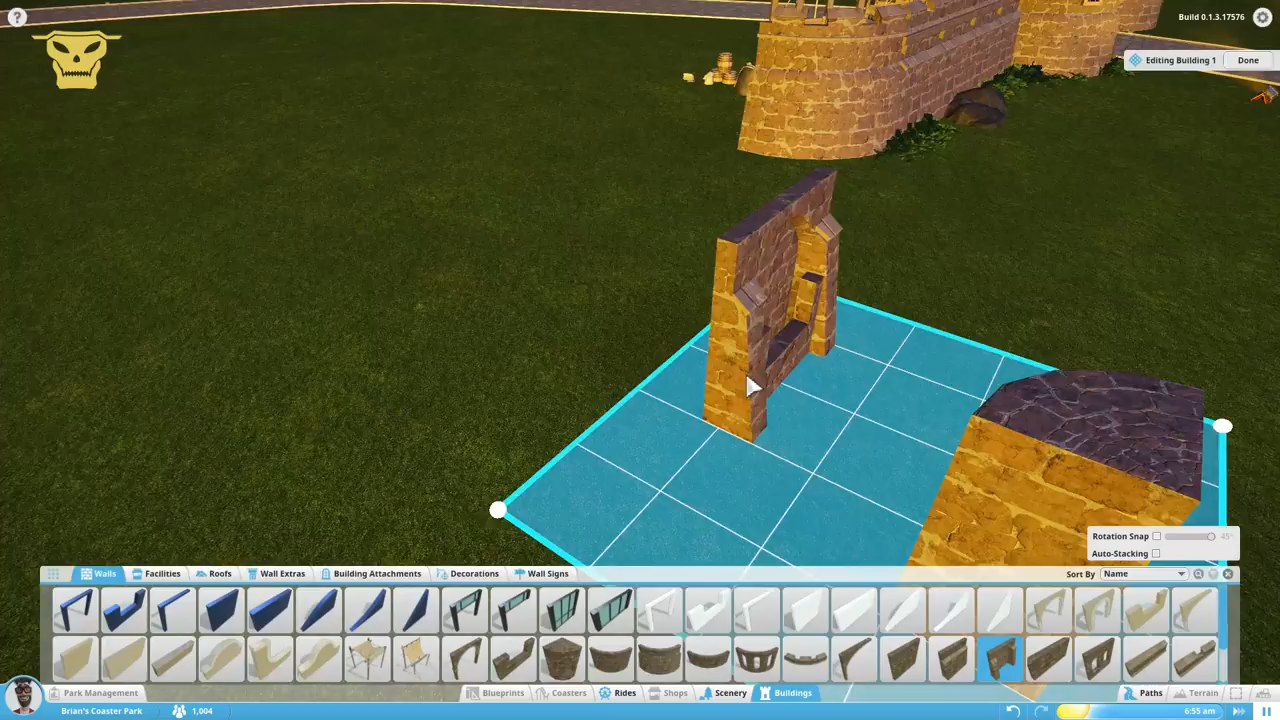 Build 0.1.3.17576
Editing Building 1 Done
Rotation Snap 45°
Auto-Stacking
Walls Facilities Roofs Wall Extras Building Attachments Decorations Wall Signs Sort By Name
Park Management Blueprints Coasters Rides Shops Scenery Buildings Paths Terrain
Brian's Coaster Park 1,004 6:55 am